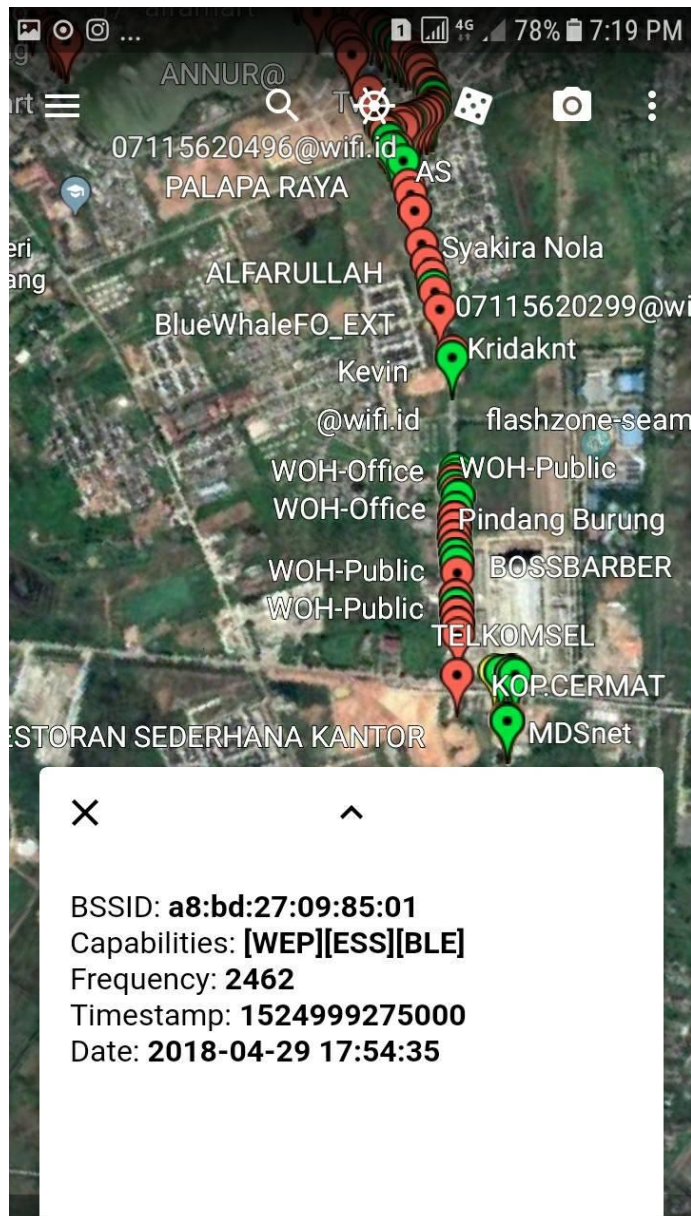 78% 7:19 PM
1 4G
ANNUR@
07115620496@wifi.id
AS
PALAPA RAYA
Syakira Nola
ALFARULLAH
07115620299@wi
BlueWhaleFO_EXT
Kridaknt
Kevin
@wifi.id flashzone-seam
WOH-Office WOH-Public
WOH-Office Pindang Burung
WOH-Public BOSSBARBER
WOH-Public
TELKOMSEL
KOP.CERMAT
ESTORAN SEDERHANA KANTOR MDSnet
BSSID: a8:bd:27:09:85:01
Capabilities: [WEP][ESS][BLE]
Frequency: 2462
Timestamp: 1524999275000
Date: 2018-04-29 17:54:35